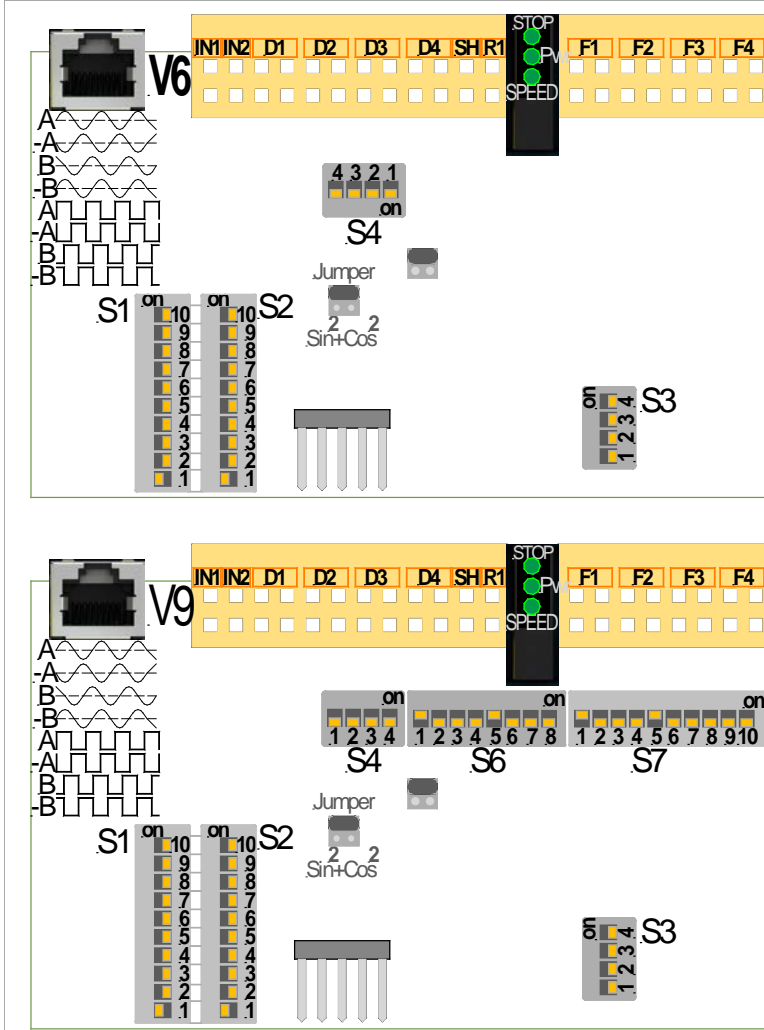 STOP
IN1 IN2 D1 D2 D3 D4 SH R1 F1 F2 F3 F4
V6
SPEED
A
-A
B
-B
A
-A
B
-B
4 3 2 1
on
S4
Jumper
2 2
Sin+Cos
S1 on on S2
10 10
9 9
8 8
7 7
6 6
5 5
4 4
3 3
2 2
1 1
on S3
4
3
2
1
STOP
IN1 IN2 D1 D2 D3 D4 SH R1 F1 F2 F3 F4
V9
SPEED
A
-A
B
-B
A
-A
B
-B
on on on
1 2 3 4 1 2 3 4 5 6 7 8 1 2 3 4 5 6 7 8 9 10
S4 S6 S7
Jumper
2 2
Sin+Cos
S1 on on S2
10 10
9 9
8 8
7 7
6 6
5 5
4 4
3 3
2 2
1 1
on S3
4
3
2
1